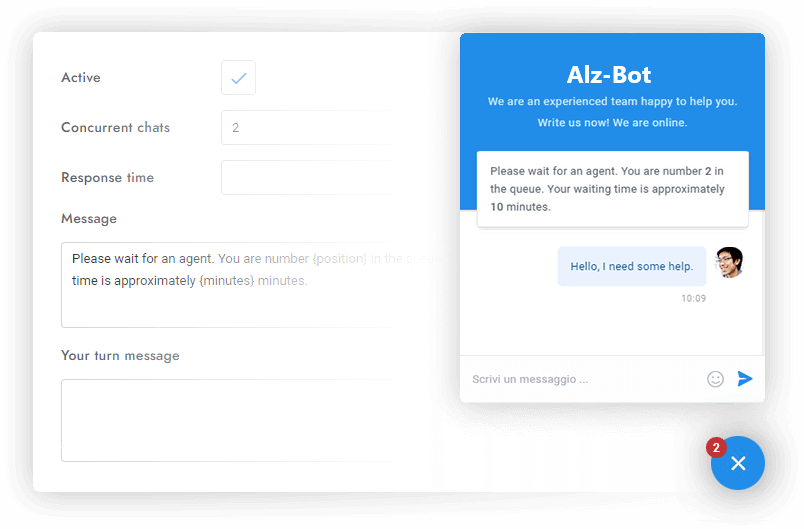 Active
Concurrent chats
2
Response time
Message
Please wait for an agent. You are number {position} in the
time is approximately {minutes} minutes.
Your turn message
Alz-Bot
We are an experienced team happy to help you.
Write us now! We are online.
Please wait for an agent. You are number 2 in
the queue. Your waiting time is approximately
10 minutes.
Hello, I need some help.
10:09
Scrivi un messaggio ...
2